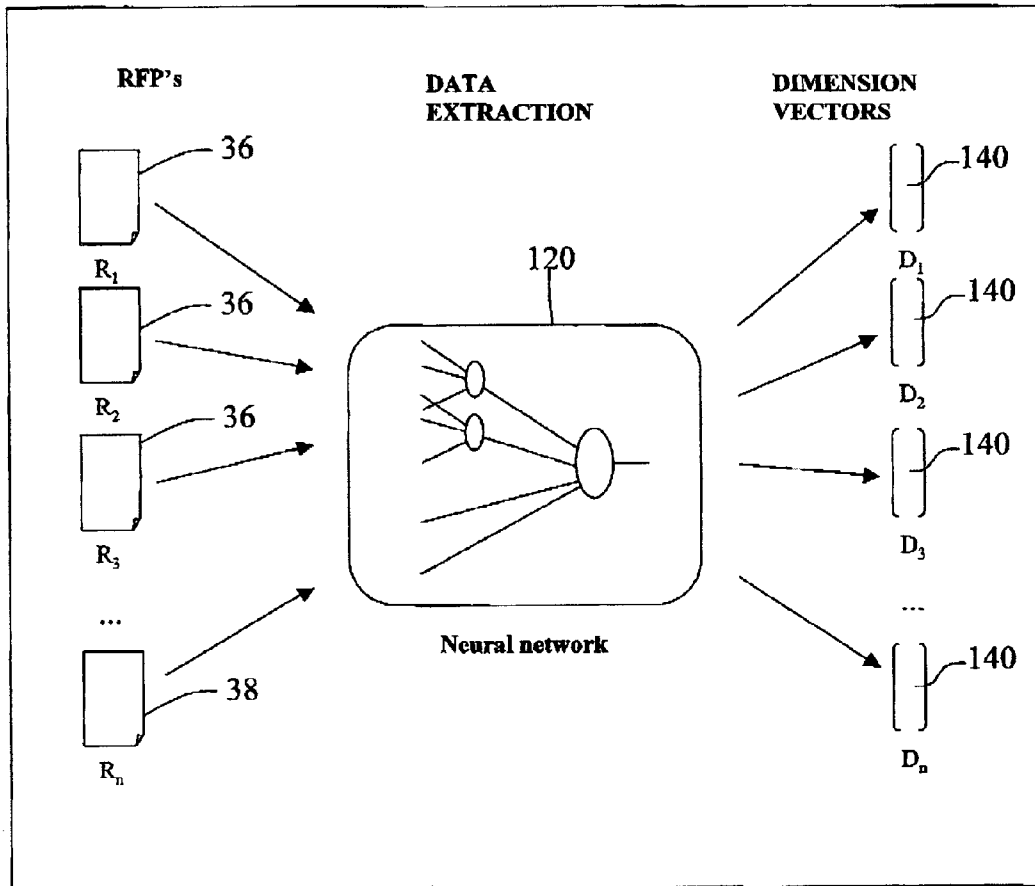 RFP's
DATA
EXTRACTION
DIMENSION
VECTORS
36
R1
36
R2
36
R3
...
38
Rn
120
Neural network
140
D1
140
D2
140
D3
...
140
Dn